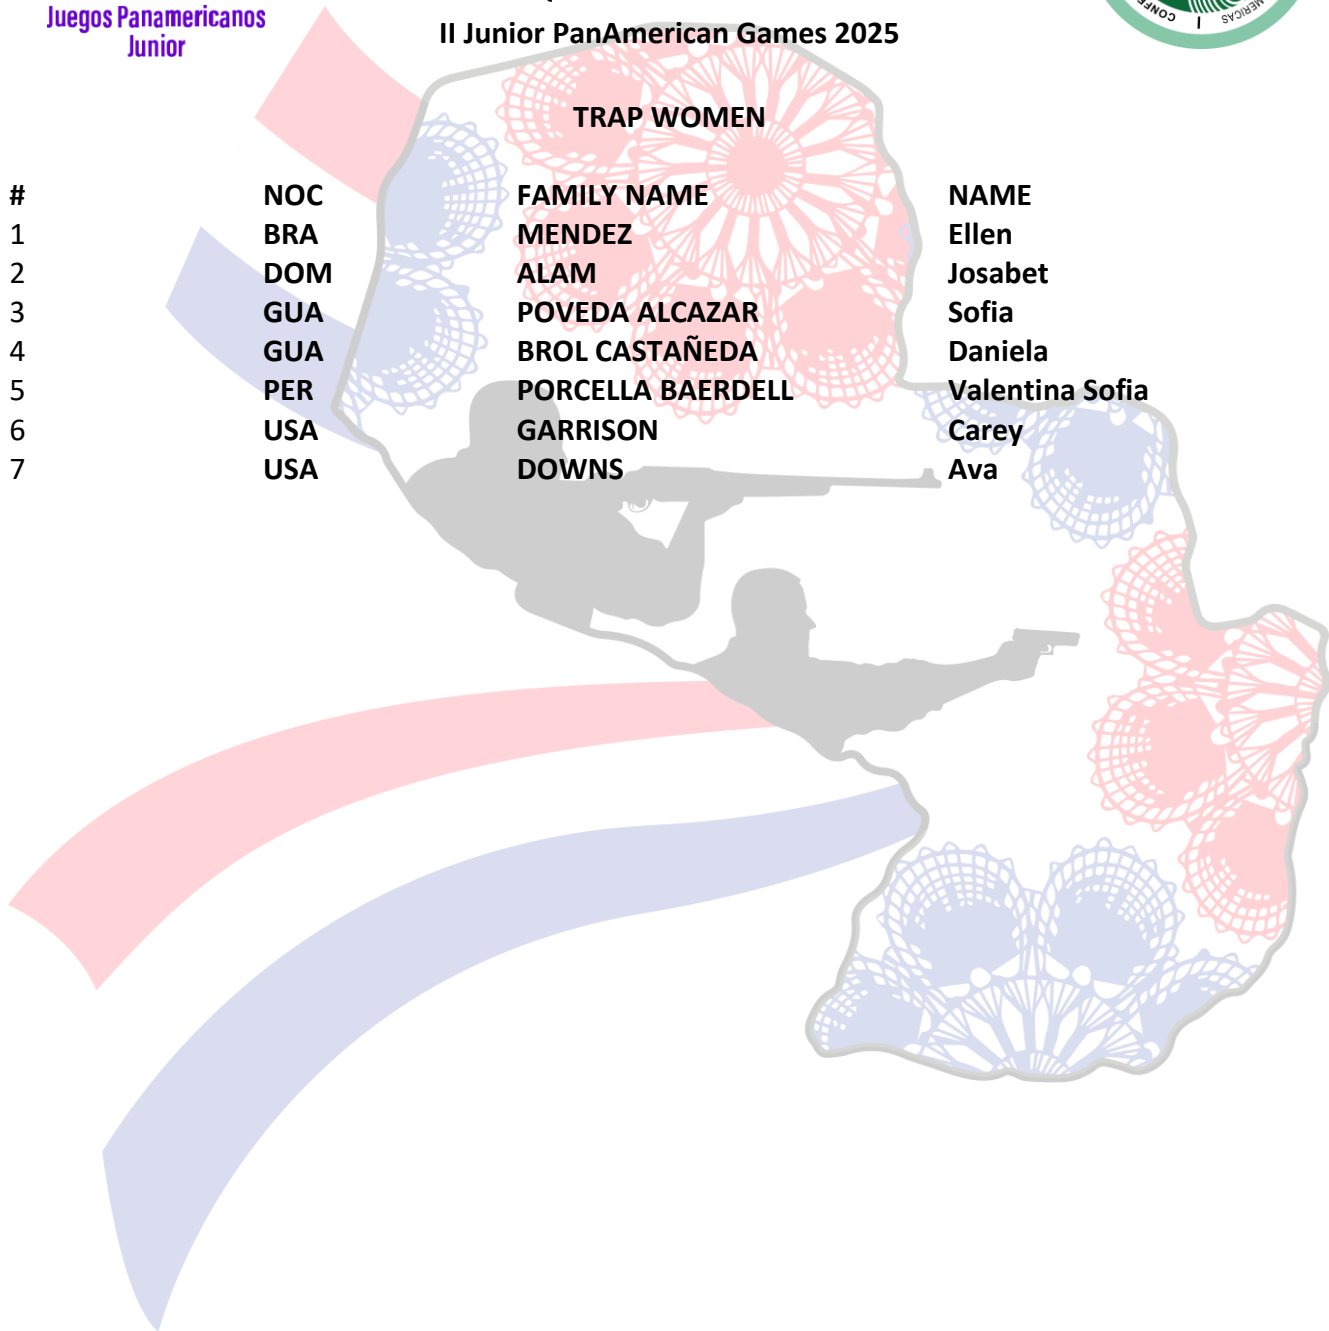 Juegos Panamericanos
Junior
II Junior PanAmerican Games 2025
AMERICAS
TRAP WOMEN
# NOC FAMILY NAME NAME
1 BRA MENDEZ Ellen
2 DOM ALAM Josabet
3 GUA POVEDA ALCAZAR Sofia
4 GUA BROL CASTAÑEDA Daniela
5 PER PORCELLA BAERDELL Valentina Sofia
6 USA GARRISON Carey
7 USA DOWNS Ava